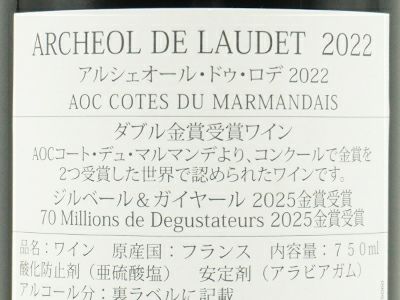 ARCHEOL DE LAUDET 2022
アルシェオール・ドゥ・ロデ 2022
AOC COTES DU MARMANDAIS
ダブル金賞受賞ワイン
AOCコート・デュ・マルマンデより、コンクールで金賞を
2つ受賞した世界で認められたワインです。
ジルベール＆ガイヤール 2025金賞受賞
70 Millions de Degustateurs 2025金賞受賞
品名：ワイン 原産国：フランス 内容量：７５０ml
酸化防止剤（亜硫酸塩） 安定剤（アラビアガム）
アルコール分：裏ラベルに記載